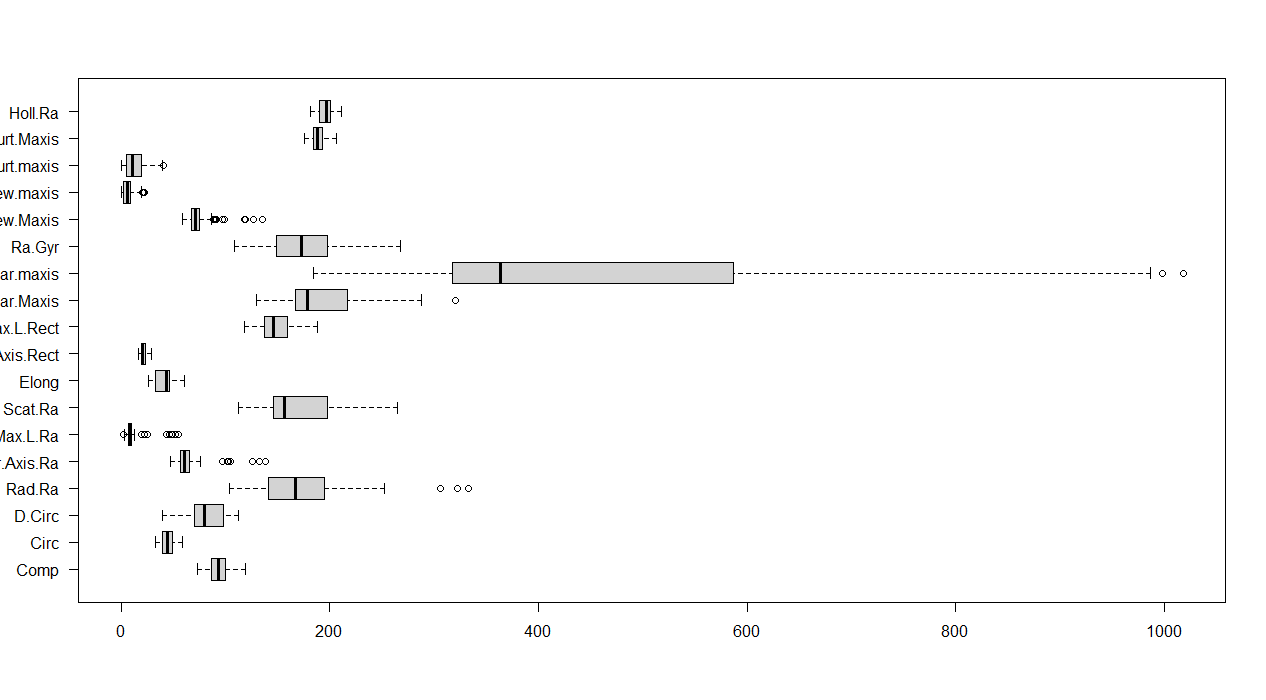 Holl.Ra
urt.Maxis
urt.maxis
ew.maxis
ew.Maxis
Ra.Gyr
ar.maxis
ar.Maxis
ax.L.Rect
Axis.Rect
Elong
Scat.Ra
Max.L.Ra
r.Axis.Ra
Rad.Ra
D.Circ
Circ
Comp
0 200 400 600 800 1000